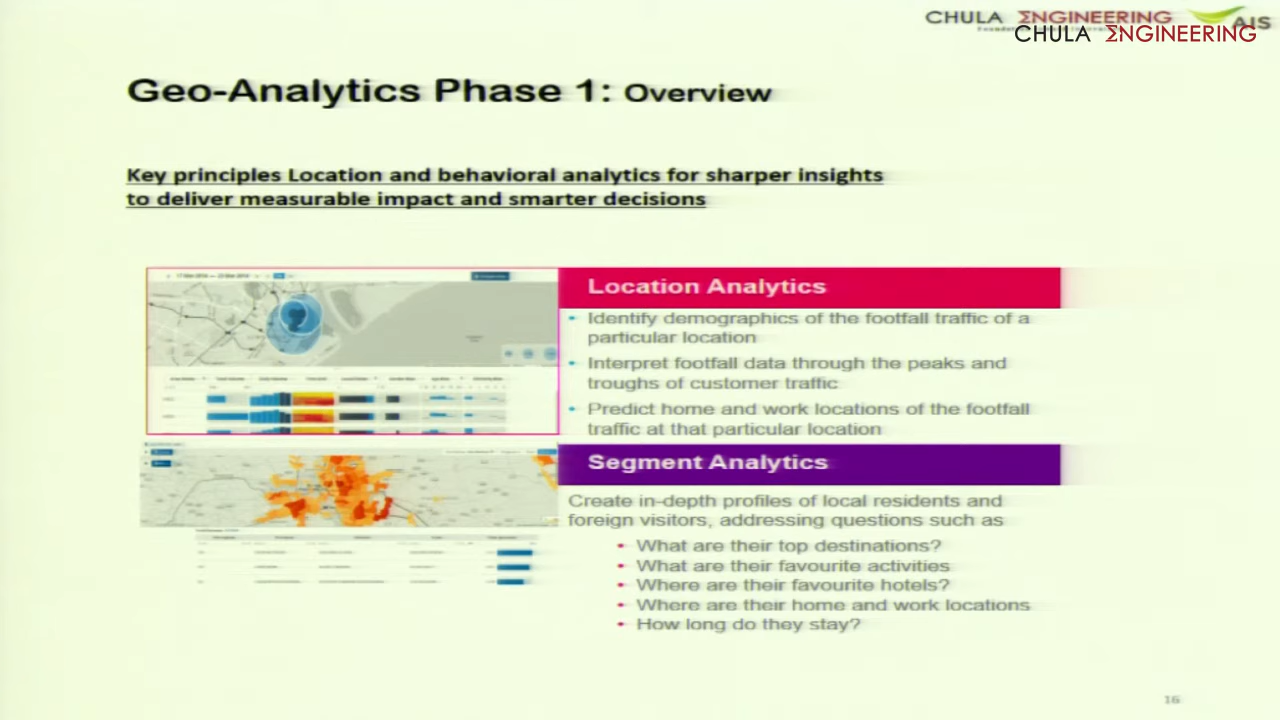 CHULA ΣNGINEERING
AIS
CHULA ΣNGINEERING
Geo-Analytics Phase 1: Overview
Key principles Location and behavioral analytics for sharper insights
to deliver measurable impact and smarter decisions
Location Analytics
• Identify demographics of the footfall traffic of a
particular location
• Interpret footfall data through the peaks and
troughs of customer traffic
• Predict home and work locations of the footfall
traffic at that particular location
Segment Analytics
Create in-depth profiles of local residents and
foreign visitors, addressing questions such as
• What are their top destinations?
• What are their favourite activities
• Where are their favourite hotels?
• Where are their home and work locations
• How long do they stay?
16